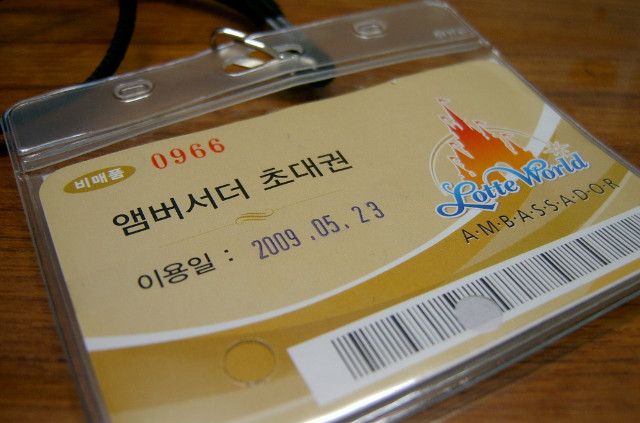 비매품 0966
앰버서더 초대권
이용일 : 2009.05.23
Lotte World
A·M·B·A·S·S·A·D·O·R